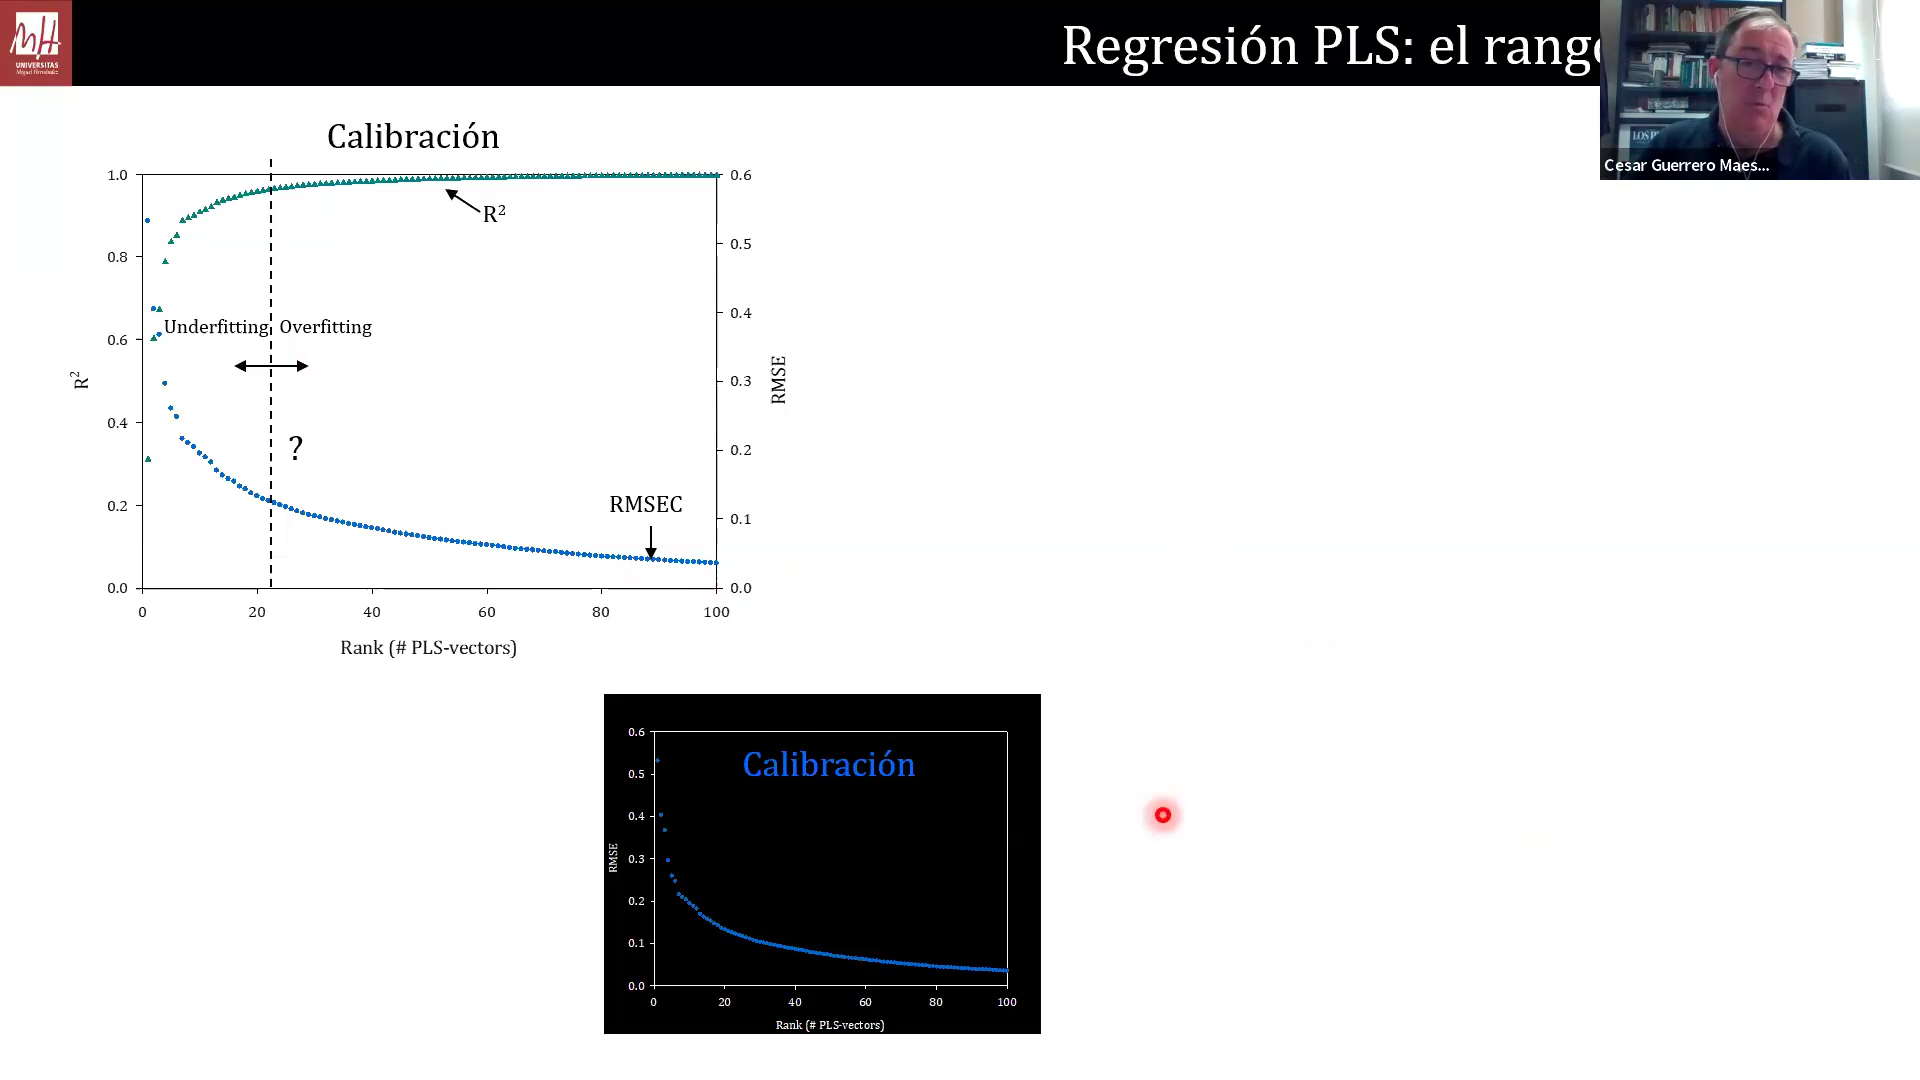 UNIVERSITAS
Miguel Hernández
Regresión PLS: el rango
LOS P
Cesar Guerrero Maes...
Calibración
1.0
0.8
0.6
0.4
0.2
0.0
R²
0.6
0.5
0.4
0.3
0.2
0.1
0.0
RMSE
R²
Underfitting
Overfitting
?
RMSEC
0
20
40
60
80
100
Rank (# PLS-vectors)
Calibración
0.6
0.5
0.4
0.3
0.2
0.1
0.0
RMSE
0
20
40
60
80
100
Rank (# PLS-vectors)